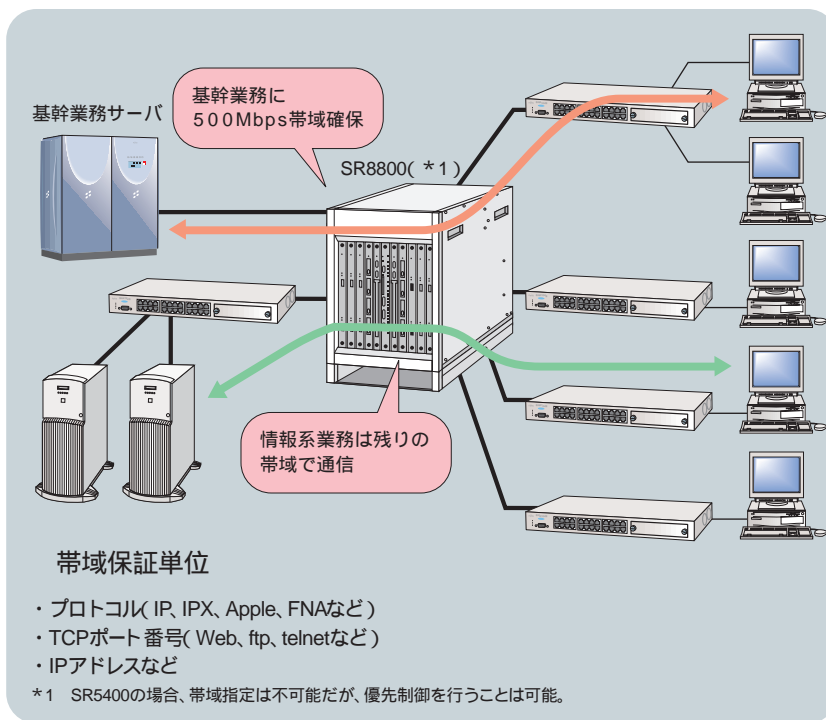 基幹業務サーバ
基幹業務に
500Mbps帯域確保
SR8800(*1)
情報系業務は残りの
帯域で通信
帯域保証単位
・プロトコル(IP、IPX、Apple、FNAなど)
・TCPポート番号(Web、ftp、telnetなど)
・IPアドレスなど
*1 SR5400の場合、帯域指定は不可能だが、優先制御を行うことは可能。